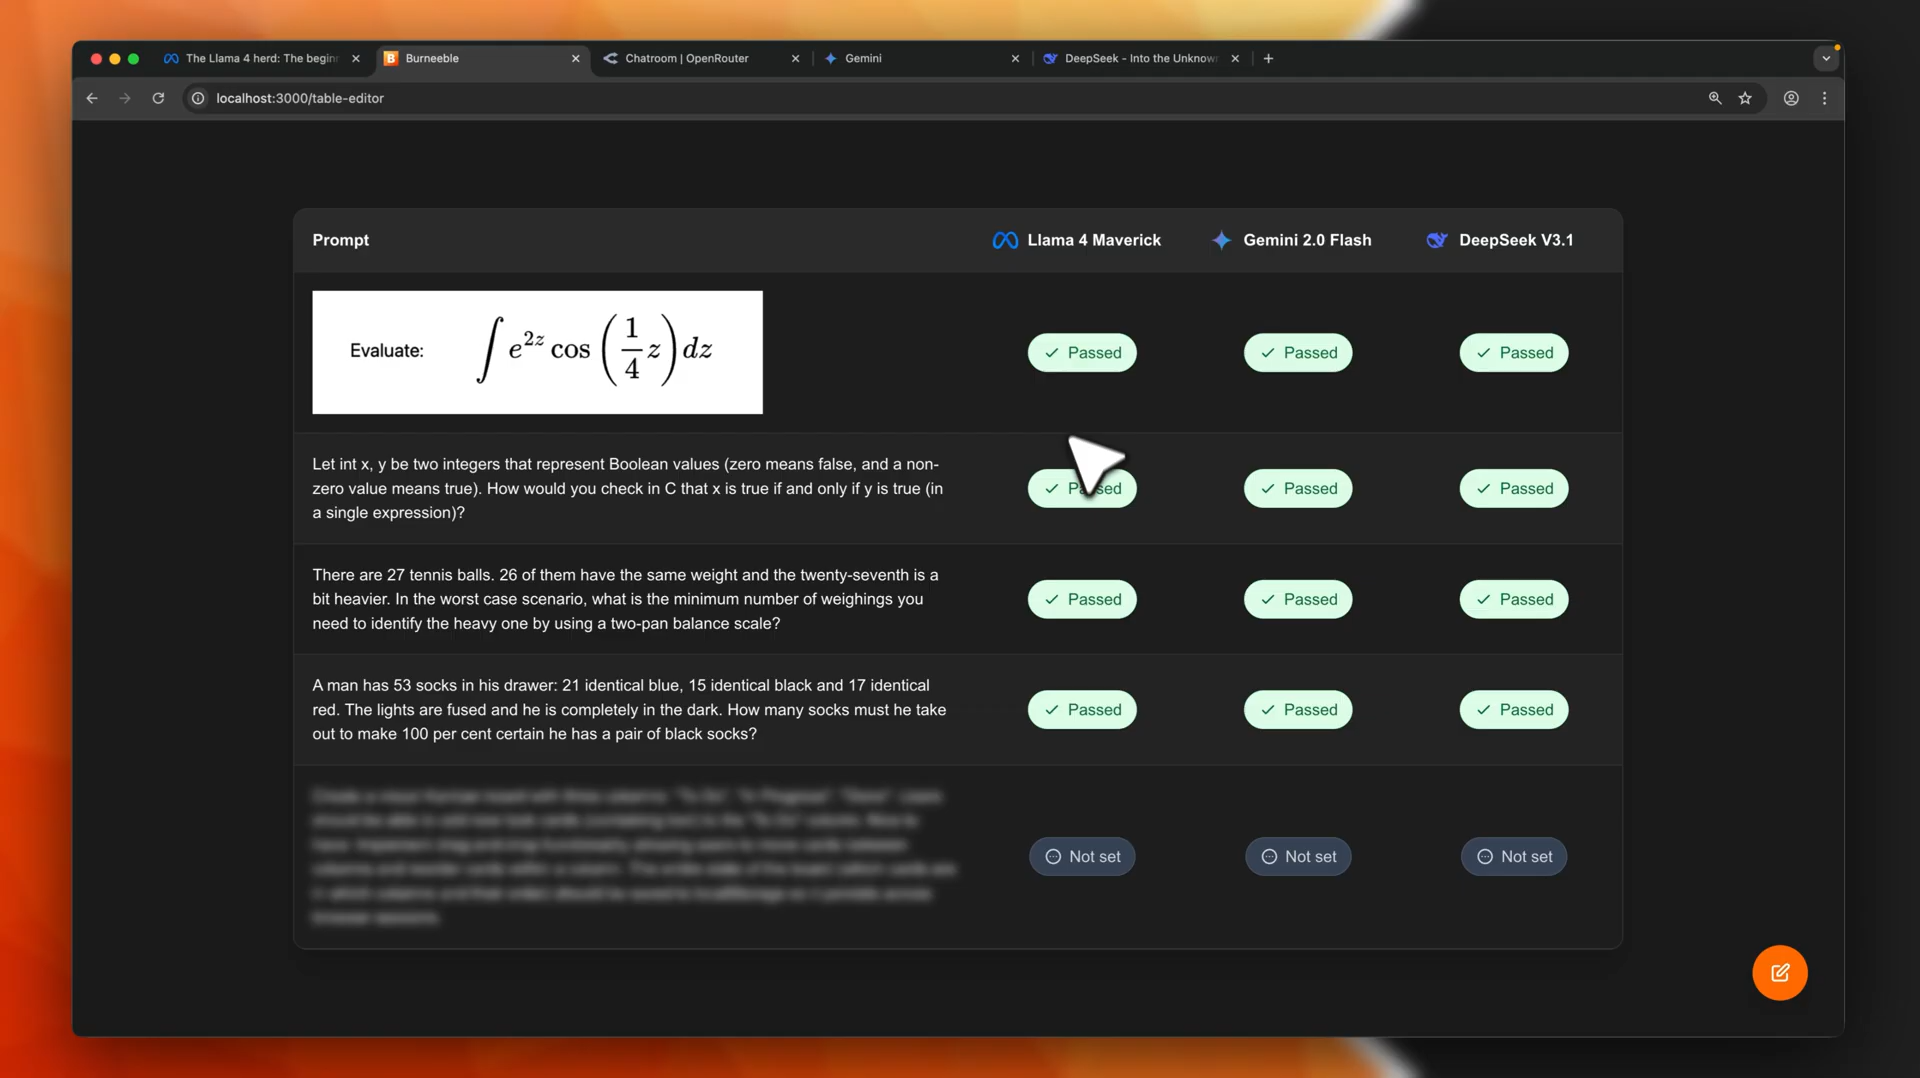 The Llama 4 herd: The beginn
Burneeble
Chatroom | OpenRouter
Gemini
DeepSeek - Into the Unknown
localhost:3000/table-editor
Prompt
Llama 4 Maverick
Gemini 2.0 Flash
DeepSeek V3.1
Evaluate: ∫ e^{2z} cos (1/4 z) dz
Passed
Passed
Passed
Let int x, y be two integers that represent Boolean values (zero means false, and a non-
zero value means true). How would you check in C that x is true if and only if y is true (in
a single expression)?
Passed
Passed
Passed
There are 27 tennis balls. 26 of them have the same weight and the twenty-seventh is a
bit heavier. In the worst case scenario, what is the minimum number of weighings you
need to identify the heavy one by using a two-pan balance scale?
Passed
Passed
Passed
A man has 53 socks in his drawer: 21 identical blue, 15 identical black and 17 identical
red. The lights are fused and he is completely in the dark. How many socks must he take
out to make 100 per cent certain he has a pair of black socks?
Passed
Passed
Passed
Not set
Not set
Not set